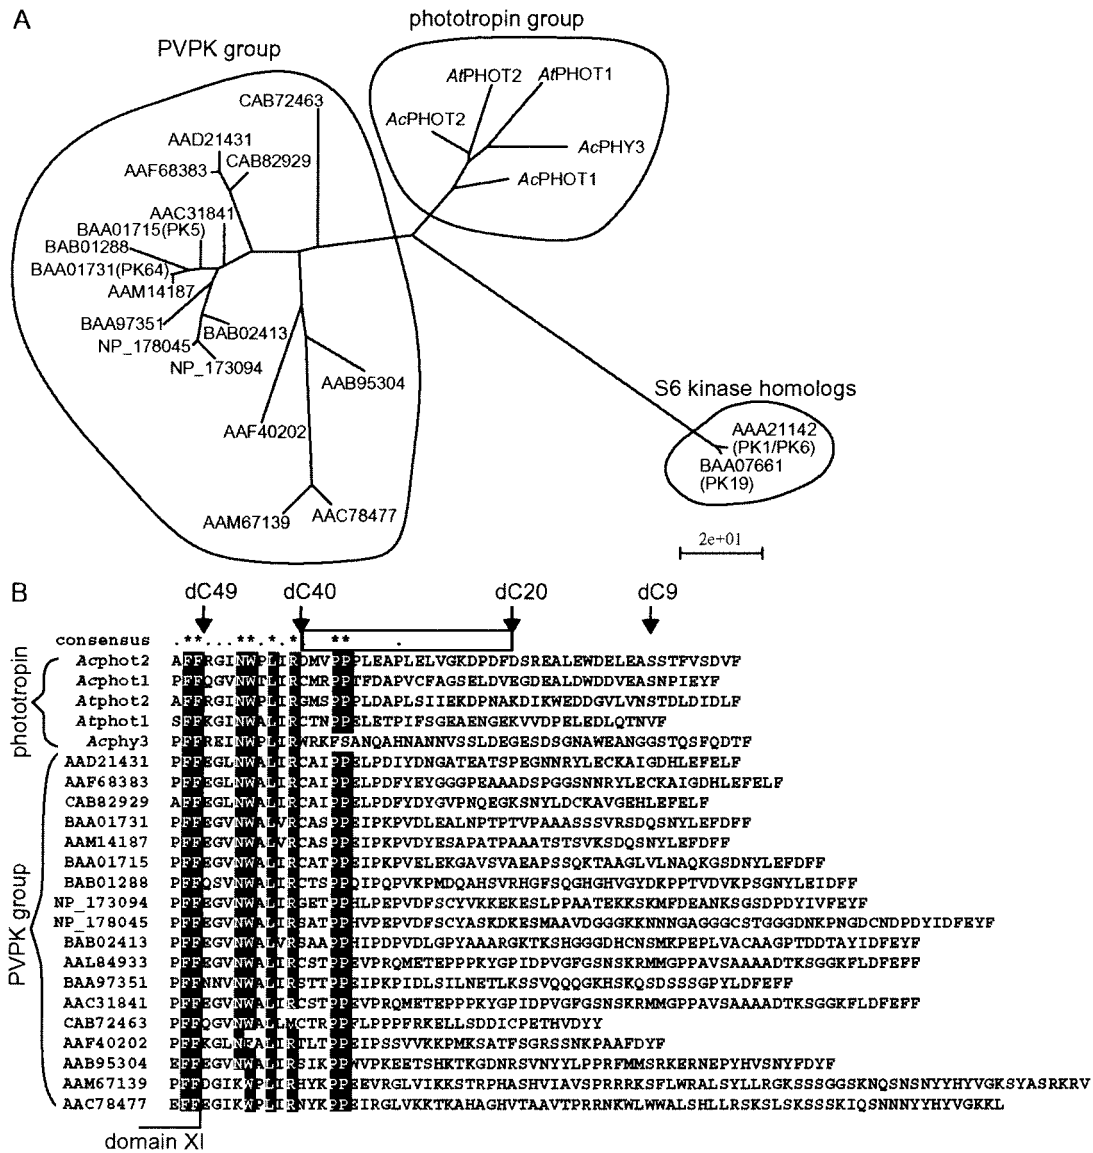 A
phototropin group
PVPK group
AtPHOT2
AtPHOT1
AcPHOT2
AcPHY3
AcPHOT1
CAB72463
AAD21431
AAF68383
CAB82929
AAC31841
BAA01715(PK5)
BAB01288
BAA01731(PK64)
AAM14187
BAA97351
BAB02413
NP_178045
NP_173094
AAB95304
AAF40202
AAM67139
AAC78477
S6 kinase homologs
AAA21142
(PK1/PK6)
BAA07661
(PK19)
2e+01
B
dC49 dC40 dC20 dC9
consensus .**....**.*.*...**....
phototropin
Acphot2 AFFRGINWPLIRDMVPPPLEAPLELVGKDPDFDSREALEWDELEASSTFVSDVF
Acphot1 PFFQGVNWTLIRCMRPPTFDAPVCFAGSELDVEGDEALDWDDVEASNPIEYF
Atphot2 AFFRGINWPLIRGMSPPPLDAPLSIIEKDPNAKDIKWEDDGVLVNSTDLDIDLF
Atphot1 SFFKGINWALIRCTNPPELETPIFSGEAENGEKVVDPELEDLQTNVF
Acphy3 PFFREINWPLIRWRKFSANQAHNANNVSSLDEGESDSGNAWEANGGSTQSFQDTF
PVPK group
AAD21431 PFFEGLNWALIRCAIPPELPDIYDNGATEATSPEGNNRYLECKAIGDHLEFELF
AAF68383 PFFEGLNWALIRCAIPPELPDFYEYGGGPEAAADSPGGSNNRYLECKAIGDHLEFELF
CAB82929 AFFEGLNWALIRCAIPPELPDFYDYGVPNQEGKSNYLDCKAVGEHLEFELF
BAA01731 PFFEGVNWALVRCASPPEIPKPVDLEALNPTPTVPAAASSSVRSDQSNYLEFDFF
AAM14187 PFFEGVNWALVRCASPPEIPKPVDYESAPATPAAATSTSVKSDQSNYLEFDFF
BAA01715 PFFEGVNWALIRCATPPEIPKPVELEKGAVSVAEAPSSQKTAAGLVLNAQKGSDNYLEFDFF
BAB01288 PFFQSVNWALIRCTSPPQIPQPVKPMDQAHSVRHGFSQGHGHVGYDKPPTVDVKPSGNYLEIDFF
NP_173094 PFFEGVNWALIRGETPPHLPEPVDFSCYVKKEKESLPPAATEKKSKMFDEANKSGSDPDYIVFEYF
NP_178045 PFFEGVNWALIRSATPPHVPEPVDFSCYASKDKESMAAVDGGGKKNNNGAGGGCSTGGGDNKPNGDCNDPDYIDFEYF
BAB02413 PFFEGVNWALVRSAAPPHIDPVDLGPYAAARGKTKSHGGGDHCNSMKPEPLVACAAGPTDDTAYIDFEYF
AAL84933 PFFEGVNWALIRCSTPPEVPRQMETEPPPKYGPIDPVGFGSNSKRMMGPPAVSAAAADTKSGGKFLDFEFF
BAA97351 PFFNNVNWALIRSTTPPEIPKPIDLSILNETLKSSVQQQGKHSKQSDSSSGPYLDFEFF
AAC31841 PFFEGVNWALIRCSTPPEVPRQMETEPPPKYGPIDPVGFGSNSKRMMGPPAVSAAAADTKSGGKFLDFEFF
CAB72463 PFFQGVNWALLMCTRPPFLPPPFRKELLSDDICPETHVDYY
AAF40202 PFFKGLNFALIRTLTPPEIPSSVVKKPMKSATFSGRSSNKPAAFDYF
AAB95304 EFFEGVNWALIRSIKPPWVPKEETSHKTKGDNRSVNYYLPPRFMMSRKERNEPYHVSNYFDYF
AAM67139 PFFDGIKWPLIRHYKPPEEVRGLVIKKSTRPHASHVIAVSPRRRKSFLWRALSYLLRGKSSSGGSKNQSNSNYYHYVGKSYASRKRV
AAC78477 EFFEGIKWPLIRNYKPPEIRGLVKKTKAHAGHVTAAVTPRRNKWLWWALSHLLRSKSLSKSSSKIQSNNNYYHYVGKKL
domain XI